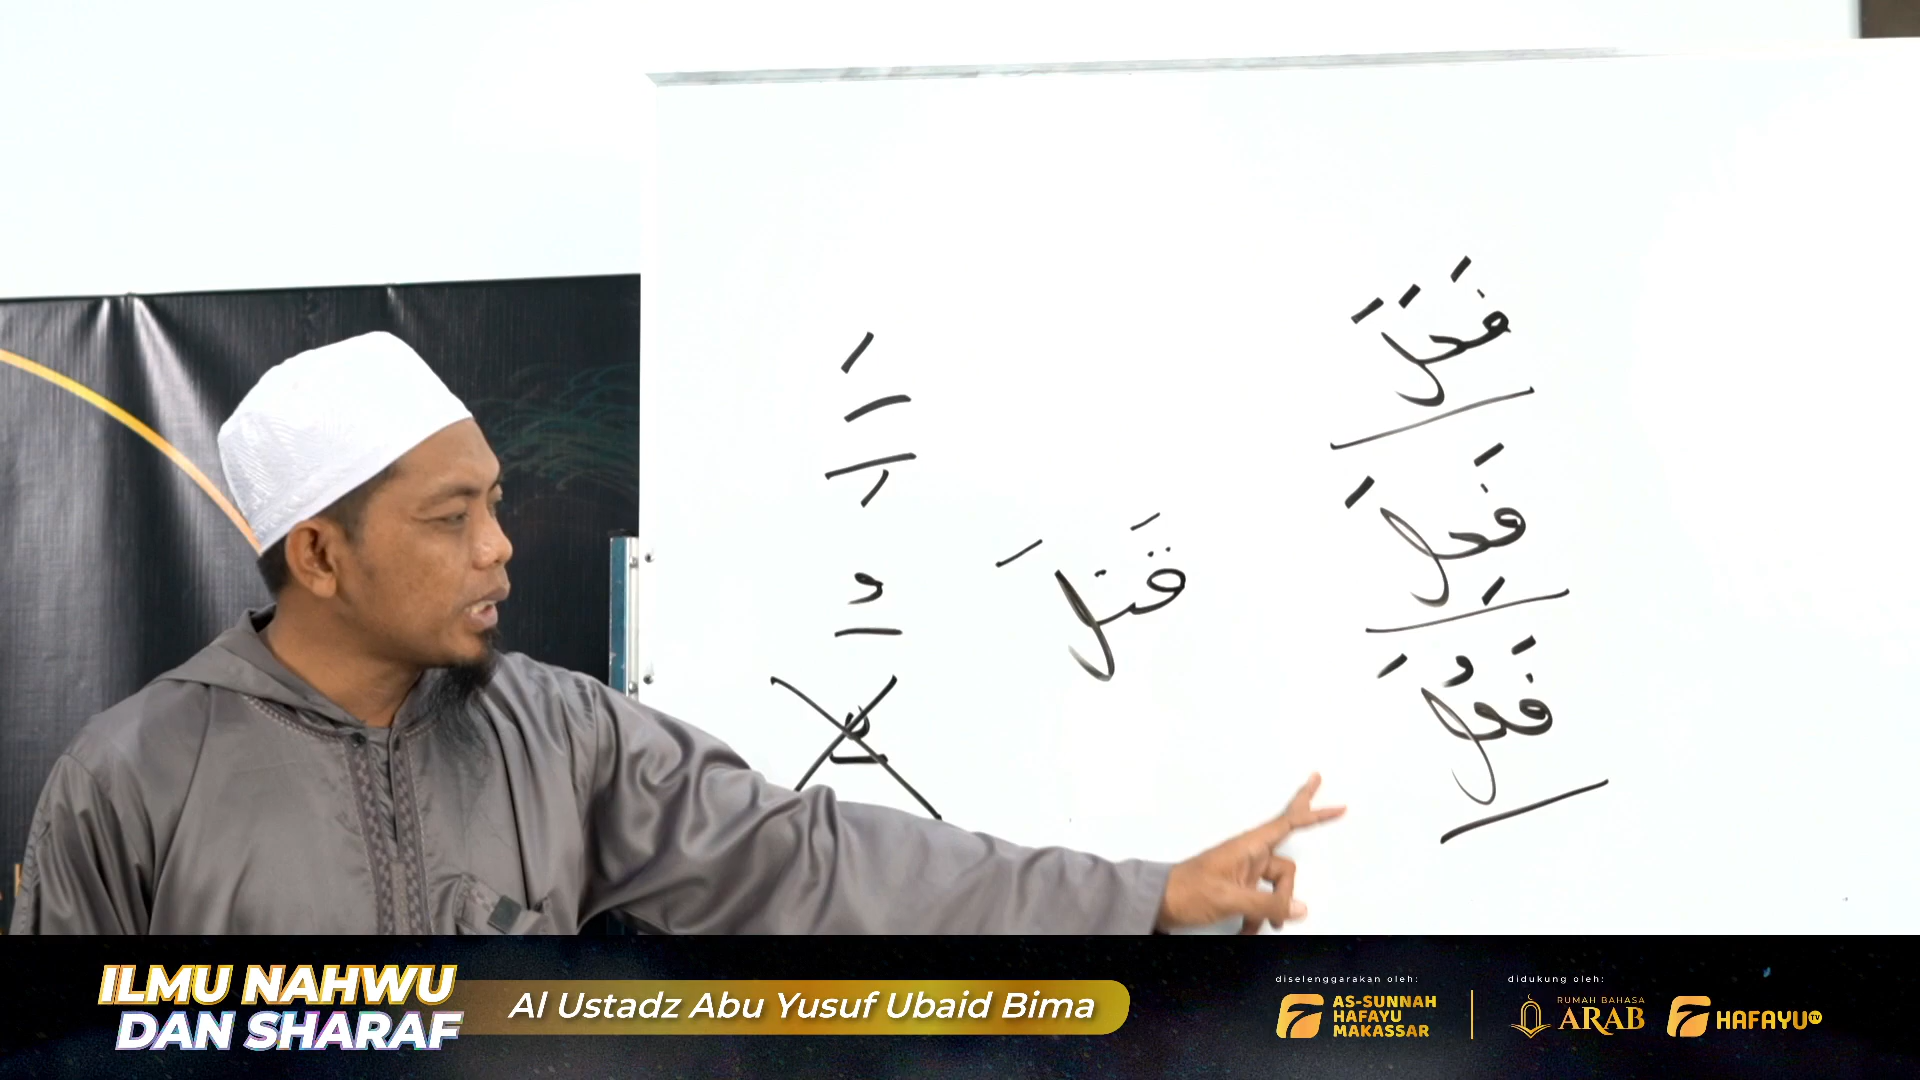 فَعَلَ
فَعِلَ
فَعُلَ
قَتَلَ
ILMU NAHWU
DAN SHARAF
Al Ustadz Abu Yusuf Ubaid Bima
diselenggarakan oleh:
AS-SUNNAH
HAFAYU
MAKASSAR
didukung oleh:
RUMAH BAHASA
ARAB
HAFAYU TV